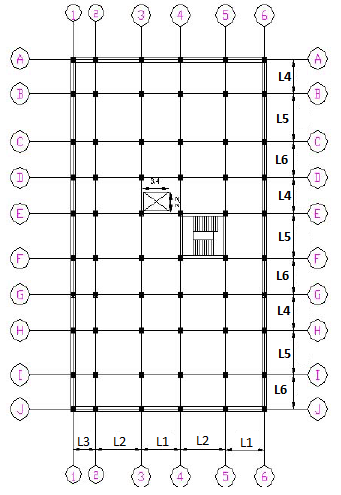 1 2 3 4 5 6
A A
L4
B B
L5
C C
L6
D D
3.4
L4
E E
L5
F F
L6
G G
L4
H H
L5
I I
L6
J J
L3 L2 L1 L2 L1
1 2 3 4 5 6